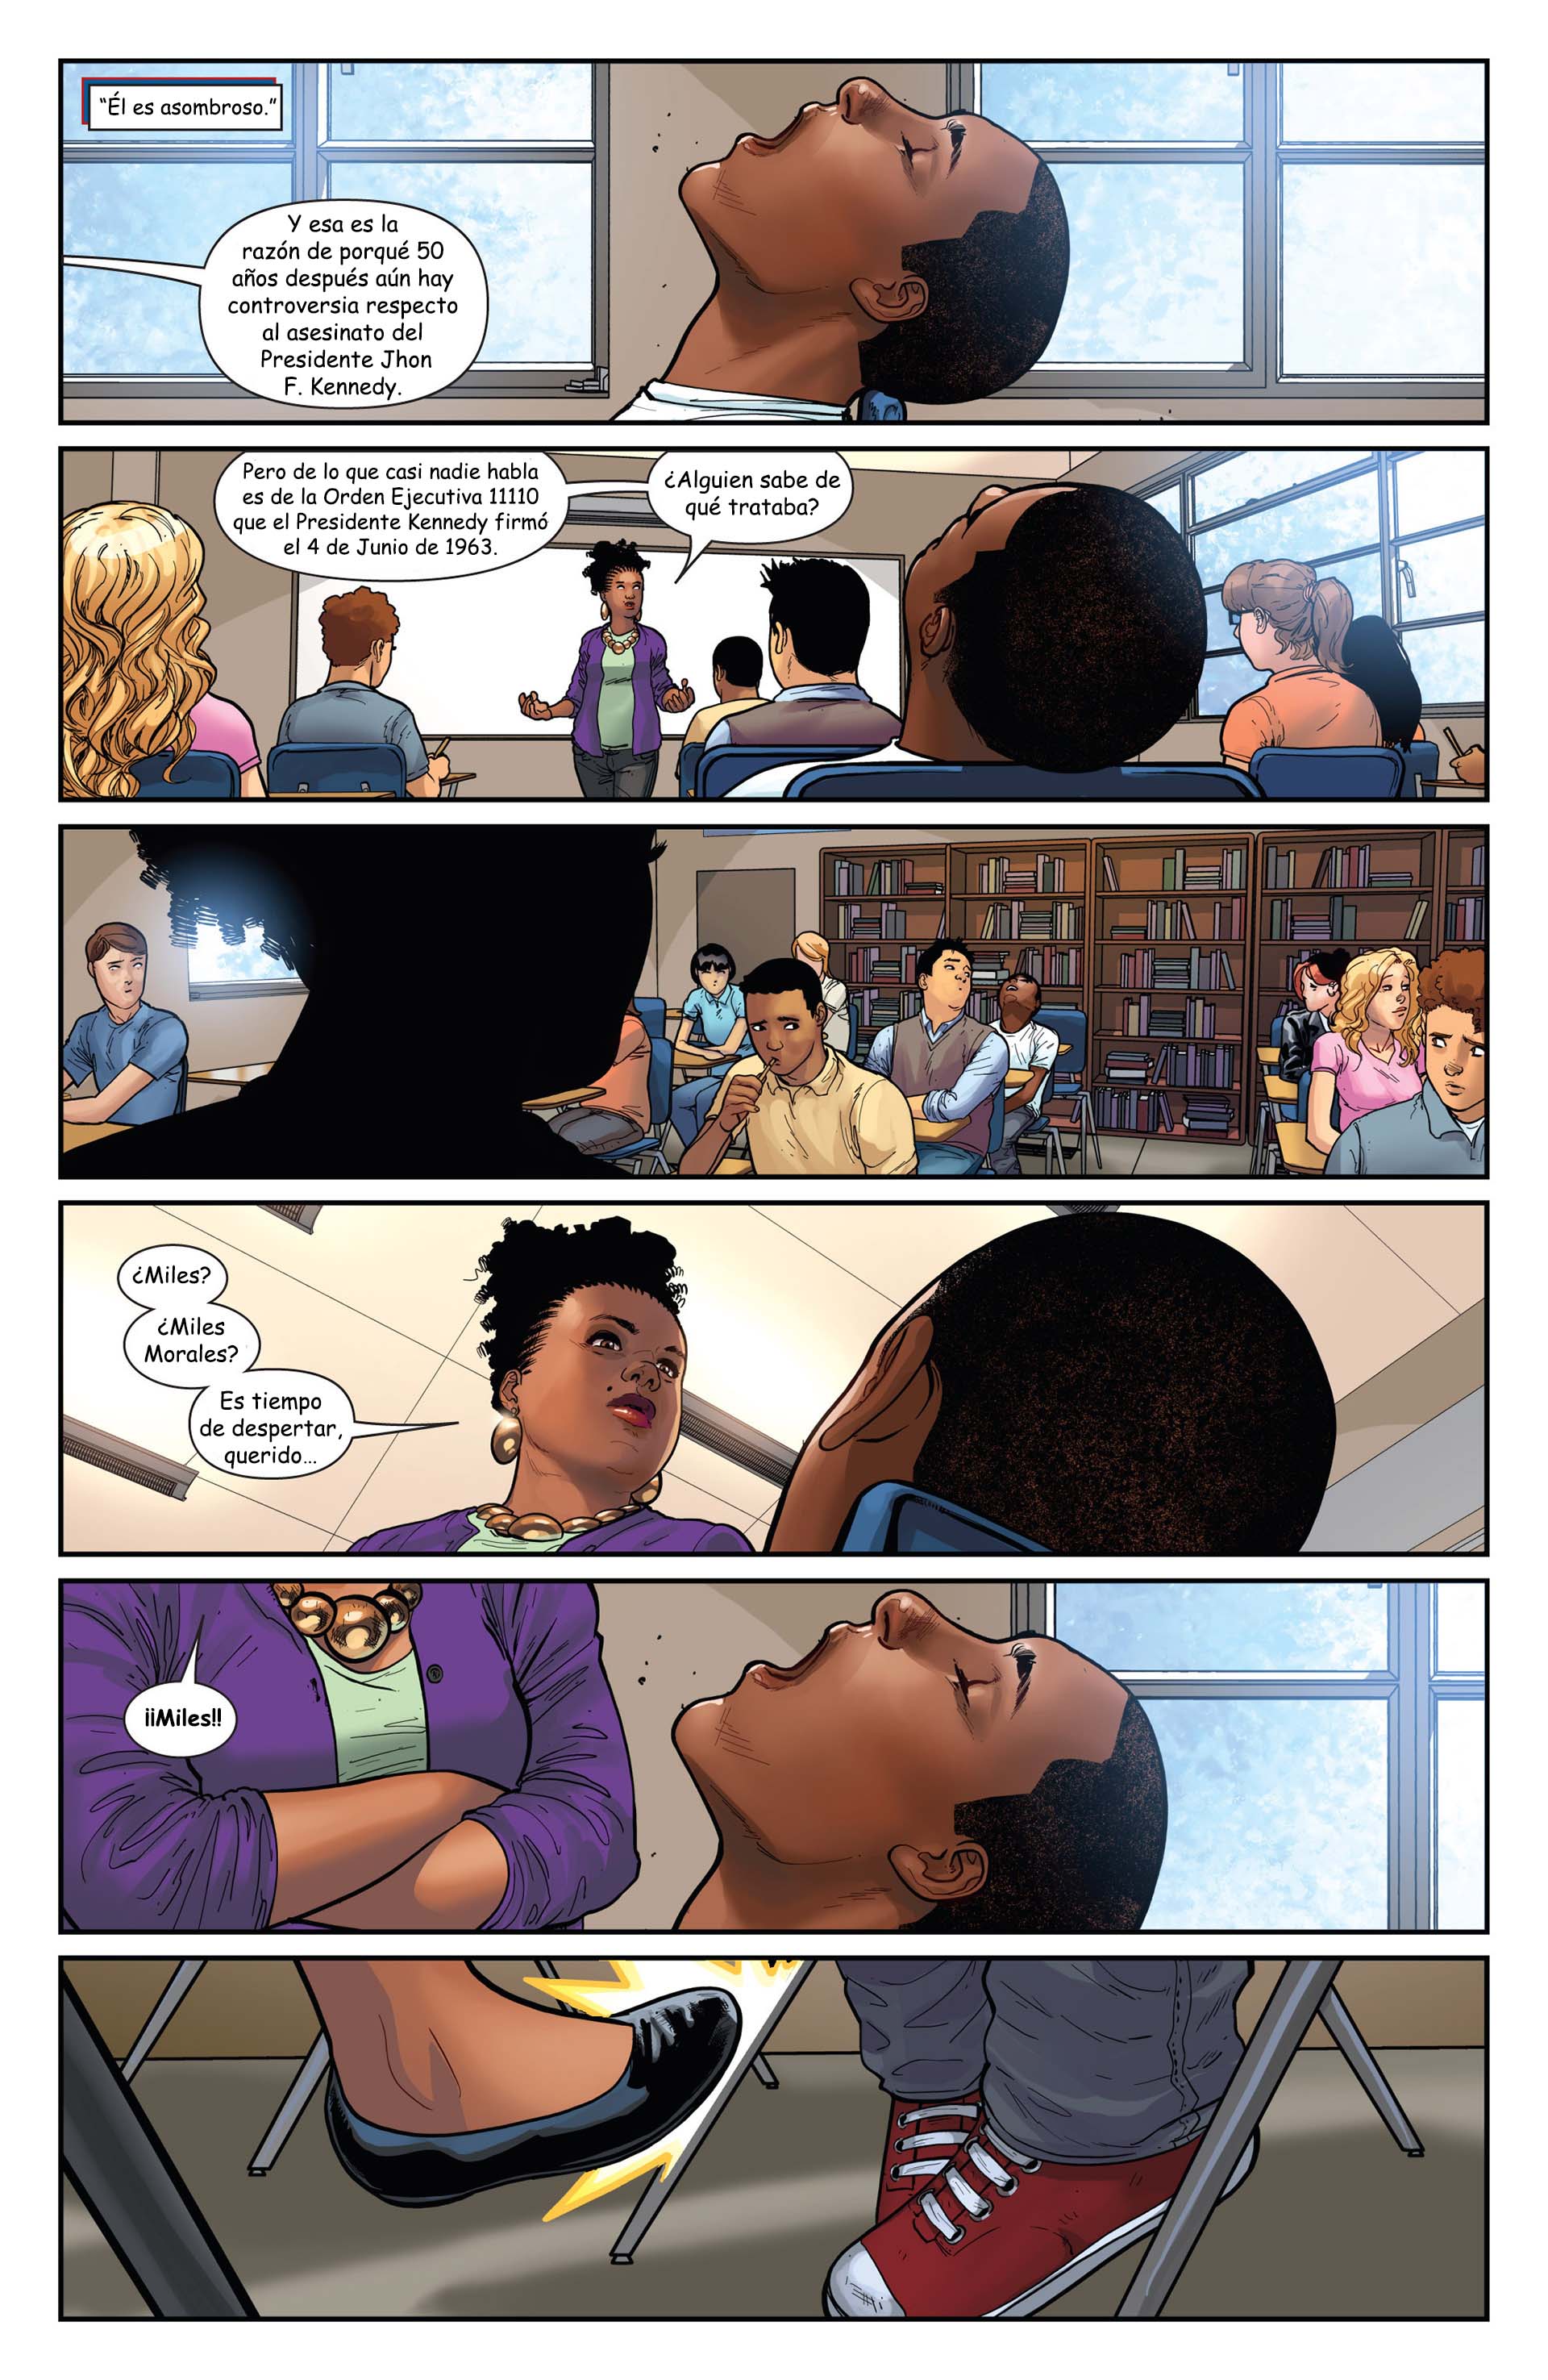 “Él es asombroso.”
Y esa es la
razón de porqué 50
años después aún hay
controversia respecto
al asesinato del
Presidente Jhon
F. Kennedy.
Pero de lo que casi nadie habla
es de la Orden Ejecutiva 11110
que el Presidente Kennedy firmó
el 4 de Junio de 1963.
¿Alguien sabe de
qué trataba?
¿Miles?
¿Miles
Morales?
Es tiempo
de despertar,
querido...
¡¡Miles!!